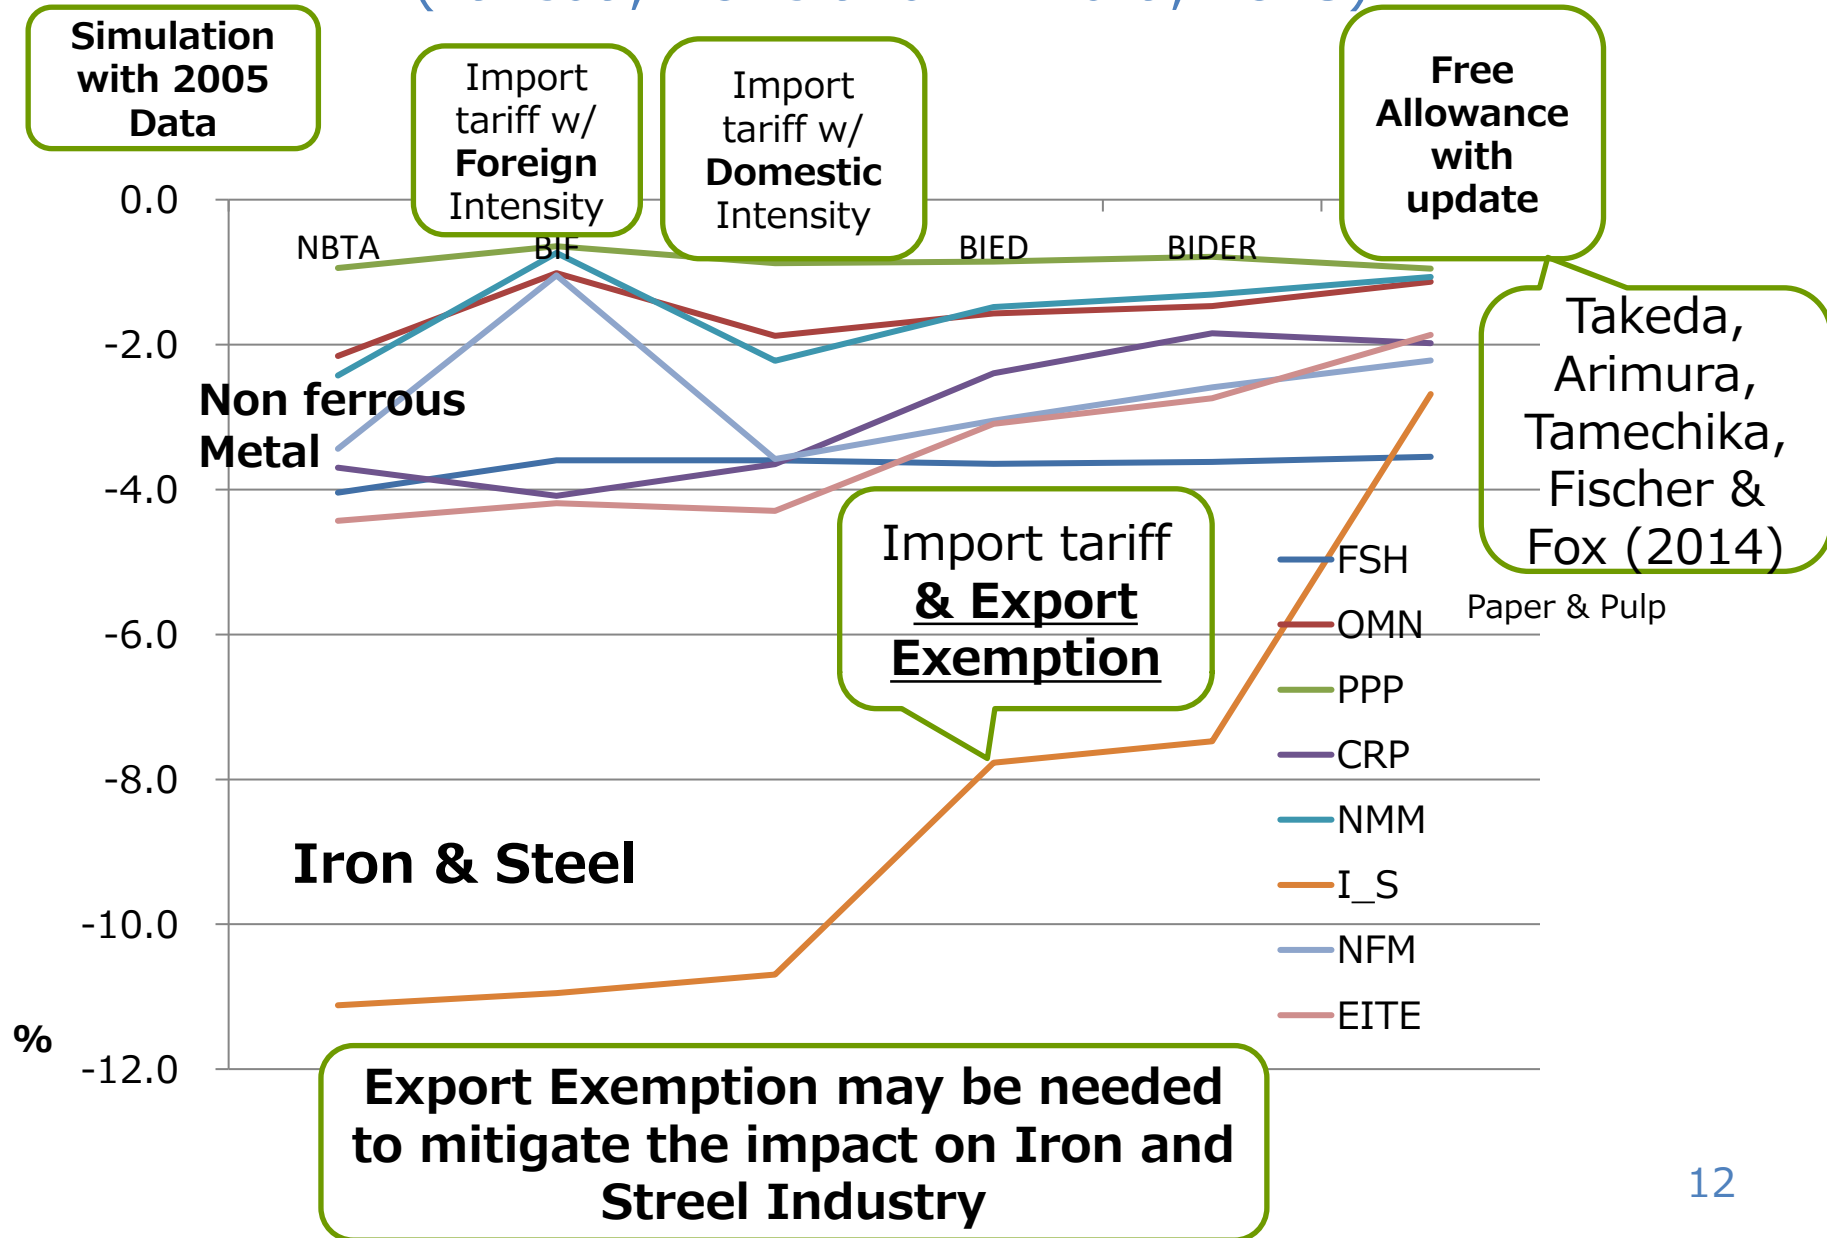 Simulation
with 2005
Data
Import
tariff w/
Foreign
Intensity
Import
tariff w/
Domestic
Intensity
Free
Allowance
with
update
0.0
-2.0
-4.0
-6.0
-8.0
-10.0
-12.0
%
NBTA
BIF
BIED
BIDER
Non ferrous
Metal
Takeda,
Arimura,
Tamechika,
Fischer &
Fox (2014)
Import tariff
& Export
Exemption
Paper & Pulp
FSH
OMN
PPP
CRP
NMM
I_S
NFM
EITE
Iron & Steel
Export Exemption may be needed
to mitigate the impact on Iron and
Streel Industry
12